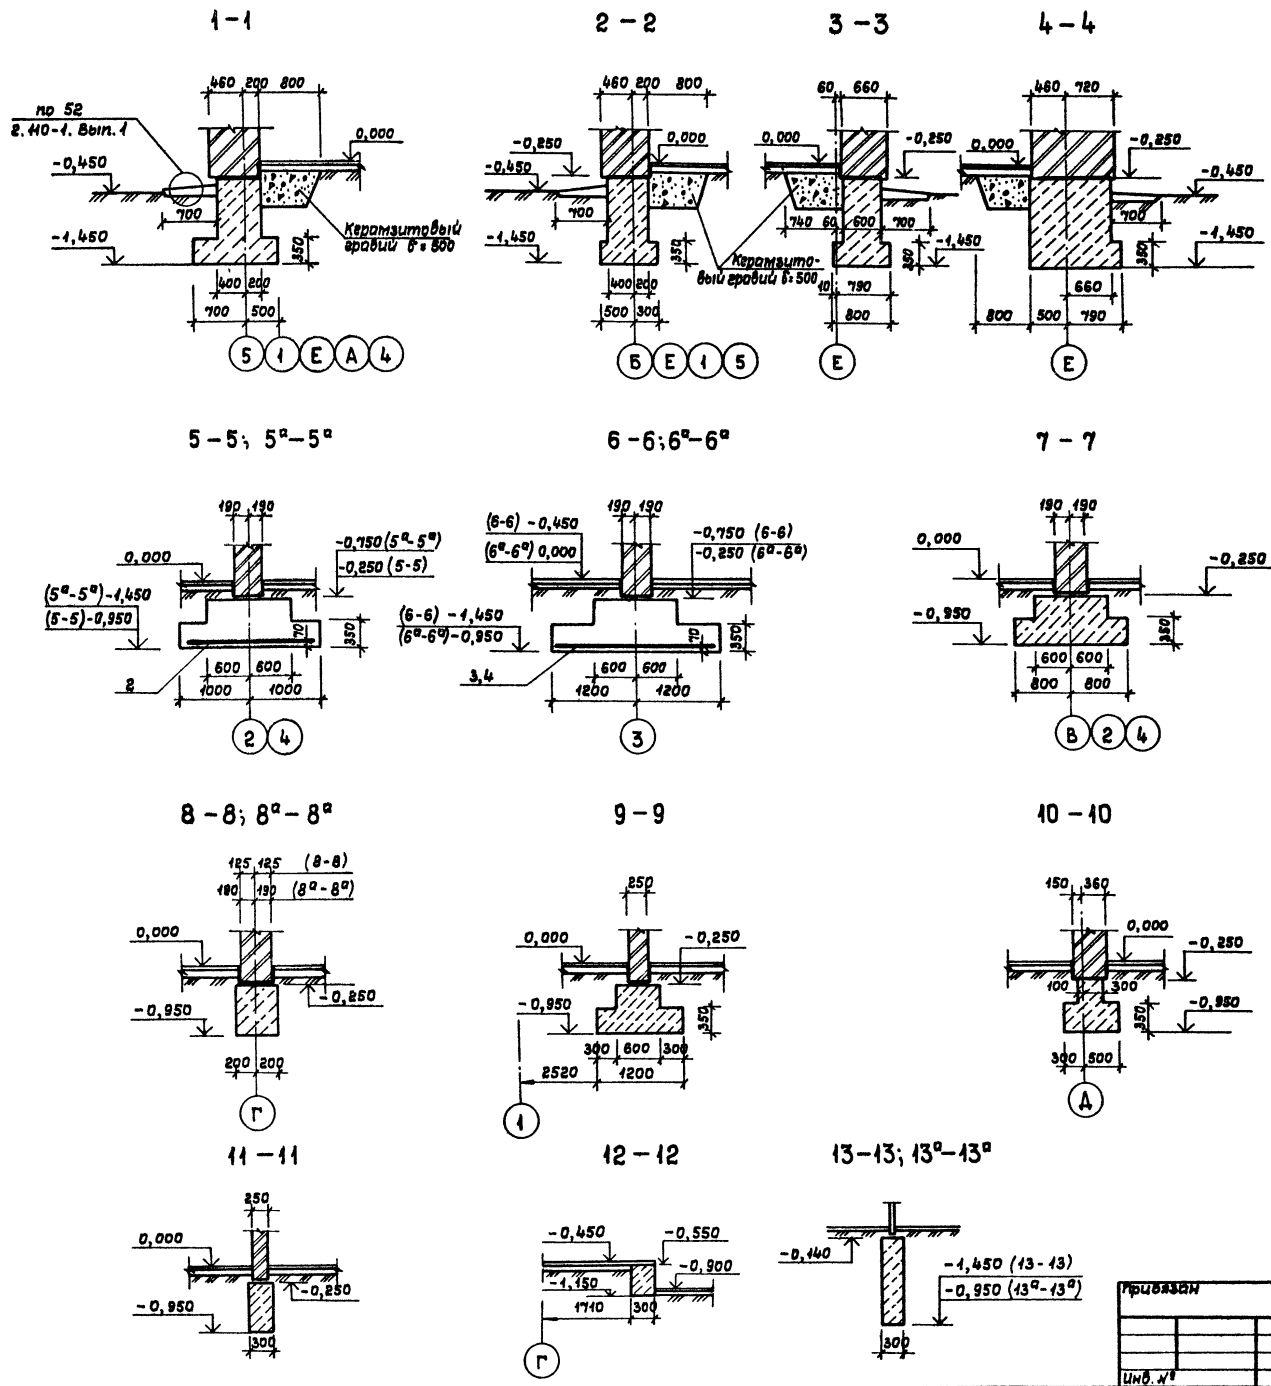 1-1
460 200 800
по 52
2.110-1. Вып. 1
0,000
-0,450
700
Керамзитовый
гравий б=500
-1,450
350
400 200
700 500
5 1 Е А 4
2-2
460 200 800
-0,250
0,000
-0,450
700
-1,450
350
400 200
500 300
Б Е 1 5
Керамзито-
вый гравий б=500
3-3
60 660
0,000
-0,250
740 60 600 700
350
-1,450
10 790
800
Е
4-4
460 720
0,000
-0,250
-0,450
700
-1,450
350
660
800 500 790
Е
5-5; 5а-5а
190 190
0,000
-0,750 (5а-5а)
-0,250 (5-5)
(5а-5а) -1,450
(5-5) -0,950
70
350
600 600
2
1000 1000
2 4
6-6; 6а-6а
190 190
(6-6) -0,450
(6а-6а) 0,000
-0,750 (6-6)
-0,250 (6а-6а)
(6-6) -1,450
(6а-6а) -0,950
70
350
600 600
3,4
1200 1200
3
7-7
190 190
0,000
-0,250
-0,950
350
600 600
800 800
В 2 4
8-8; 8а-8а
125 125 (8-8)
190 190 (8а-8а)
0,000
-0,250
-0,950
200 200
Г
9-9
250
0,000
-0,250
-0,950
350
300 600 300
2520 1200
1
10-10
150 360
0,000
-0,250
100 300
350
-0,950
300 500
Д
11-11
250
0,000
-0,250
-0,950
300
12-12
-0,450
-0,550
-0,900
-1,150
1710 300
Г
13-13; 13а-13а
-0,140
-1,450 (13-13)
-0,950 (13а-13а)
300
Привязан
Инв. №